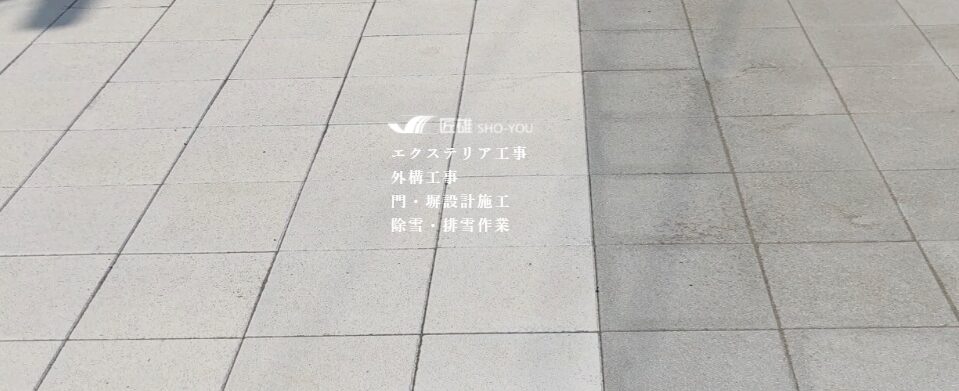 匠雄 SHO-YOU
エクステリア工事
外構工事
門・塀設計施工
除雪・排雪作業